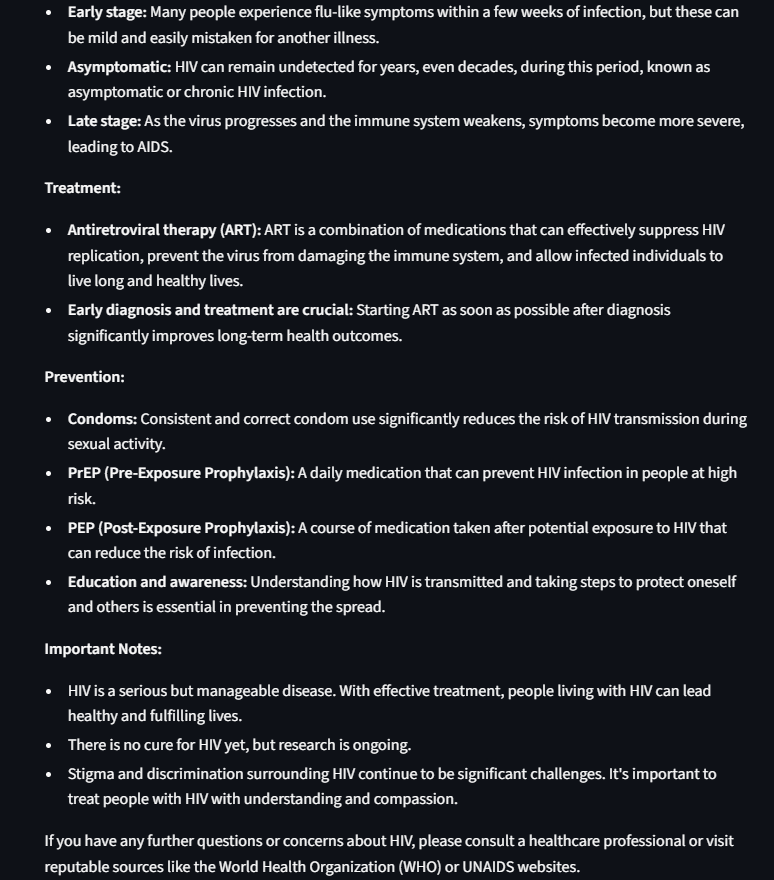 • Early stage: Many people experience flu-like symptoms within a few weeks of infection, but these can
be mild and easily mistaken for another illness.
• Asymptomatic: HIV can remain undetected for years, even decades, during this period, known as
asymptomatic or chronic HIV infection.
• Late stage: As the virus progresses and the immune system weakens, symptoms become more severe,
leading to AIDS.
Treatment:
• Antiretroviral therapy (ART): ART is a combination of medications that can effectively suppress HIV
replication, prevent the virus from damaging the immune system, and allow infected individuals to
live long and healthy lives.
• Early diagnosis and treatment are crucial: Starting ART as soon as possible after diagnosis
significantly improves long-term health outcomes.
Prevention:
• Condoms: Consistent and correct condom use significantly reduces the risk of HIV transmission during
sexual activity.
• PrEP (Pre-Exposure Prophylaxis): A daily medication that can prevent HIV infection in people at high
risk.
• PEP (Post-Exposure Prophylaxis): A course of medication taken after potential exposure to HIV that
can reduce the risk of infection.
• Education and awareness: Understanding how HIV is transmitted and taking steps to protect oneself
and others is essential in preventing the spread.
Important Notes:
• HIV is a serious but manageable disease. With effective treatment, people living with HIV can lead
healthy and fulfilling lives.
• There is no cure for HIV yet, but research is ongoing.
• Stigma and discrimination surrounding HIV continue to be significant challenges. It's important to
treat people with HIV with understanding and compassion.
If you have any further questions or concerns about HIV, please consult a healthcare professional or visit
reputable sources like the World Health Organization (WHO) or UNAIDS websites.